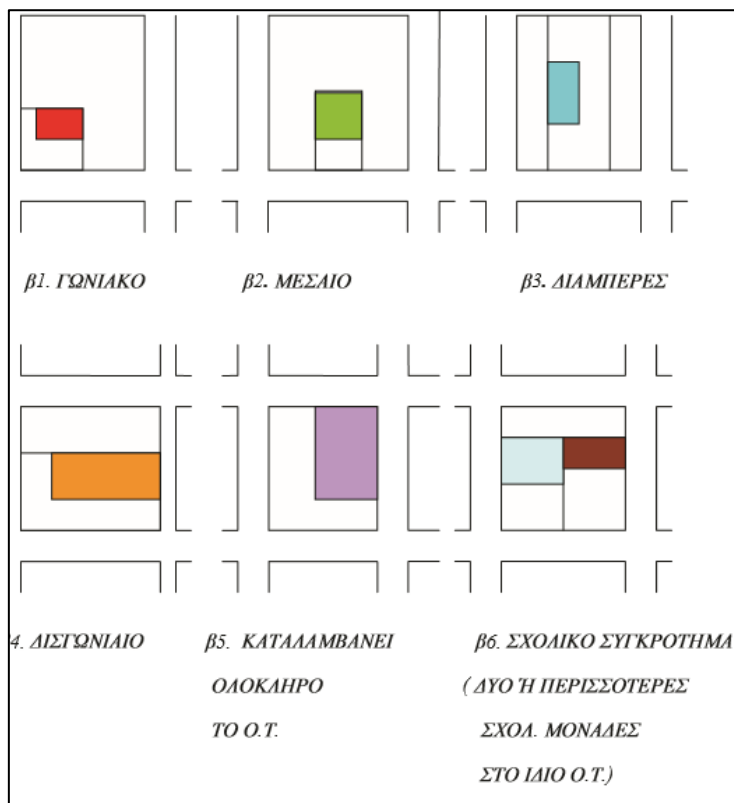 β1. ΓΩΝΙΑΚΟ
β2. ΜΕΣΑΙΟ
β3. ΔΙΑΜΠΕΡΕΣ
4. ΔΙΣΓΩΝΙΑΙΟ
β5. ΚΑΤΑΛΑΜΒΑΝΕΙ
ΟΛΟΚΛΗΡΟ
ΤΟ Ο.Τ.
β6. ΣΧΟΛΙΚΟ ΣΥΓΚΡΟΤΗΜΑ
( ΔΥΟ Ή ΠΕΡΙΣΣΟΤΕΡΕΣ
ΣΧΟΛ. ΜΟΝΑΔΕΣ
ΣΤΟ ΙΔΙΟ Ο.Τ.)